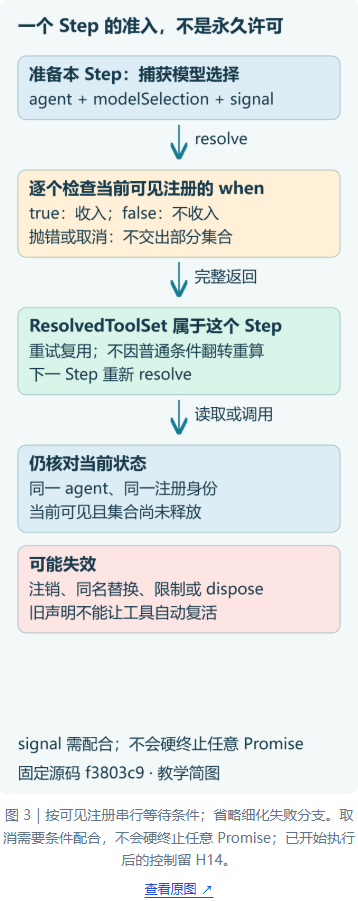 一个 Step 的准入，不是永久许可
准备本 Step：捕获模型选择
agent + modelSelection + signal
resolve
逐个检查当前可见注册的 when
true：收入；false：不收入
抛错或取消：不交出部分集合
完整返回
ResolvedToolSet 属于这个 Step
重试复用；不因普通条件翻转重算
下一 Step 重新 resolve
读取或调用
仍核对当前状态
同一 agent、同一注册身份
当前可见且集合尚未释放
可能失效
注销、同名替换、限制或 dispose
旧声明不能让工具自动复活
signal 需配合；不会硬终止任意 Promise
固定源码 f3803c9 · 教学简图
图 3｜按可见注册串行等待条件；省略细化失败分支。取
消需要条件配合，不会硬终止任意 Promise；已开始执行
后的控制留 H14。
查看原图 ↗